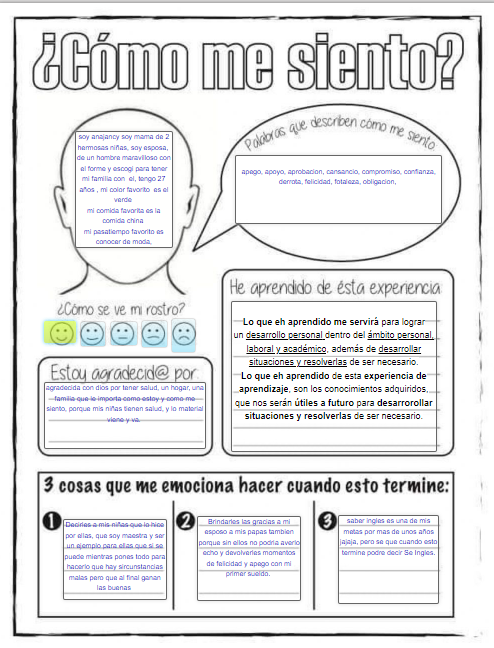 ¿Cómo me siento?
soy anajancy soy mama de 2
hermosas niñas, soy esposa,
de un hombre maravilloso con
el forme y escogi para tener
mi familia con el, tengo 27
años , mi color favorito es el
verde
mi comida favorita es la
comida china
mi pasatiempo favorito es
conocer de moda,
Palabras que describen cómo me siento
apego, apoyo, aprobacion, cansancio, compromiso, confianza,
derrota, felicidad, fotaleza, obligacion,
¿Cómo se ve mi rostro?
He aprendido de ésta experiencia
Lo que eh aprendido me servirá para lograr
un desarrollo personal dentro del ámbito personal,
laboral y académico, además de desarrollar
situaciones y resolverlas de ser necesario.
Lo que eh aprendido de esta experiencia de
aprendizaje, son los conocimientos adquiridos,
que nos serán útiles a futuro para desarorollar
situaciones y resolverlas de ser necesario.
Estoy agradecid@ por
agradecida con dios por tener salud, un hogar, una
familia que le importa como estoy y como me
siento, porque mis niñas tienen salud, y lo material
viene y va.
3 cosas que me emociona hacer cuando esto termine:
1
Decirles a mis niñas que lo hice
por ellas, que soy maestra y ser
un ejemplo para ellas que si se
puede mientras pones todo para
hacerlo que hay sircunstancias
malas pero que al final ganan
las buenas
2
Brindarles las gracias a mi
esposo a mis papas tambien
porque sin ellos no podria averlo
echo y devolverles momentos
de felicidad y apego con mi
primer sueldo.
3
saber ingles es una de mis
metas por mas de unos años
jajaja, pero se que cuando esto
termine podre decir Se Ingles.